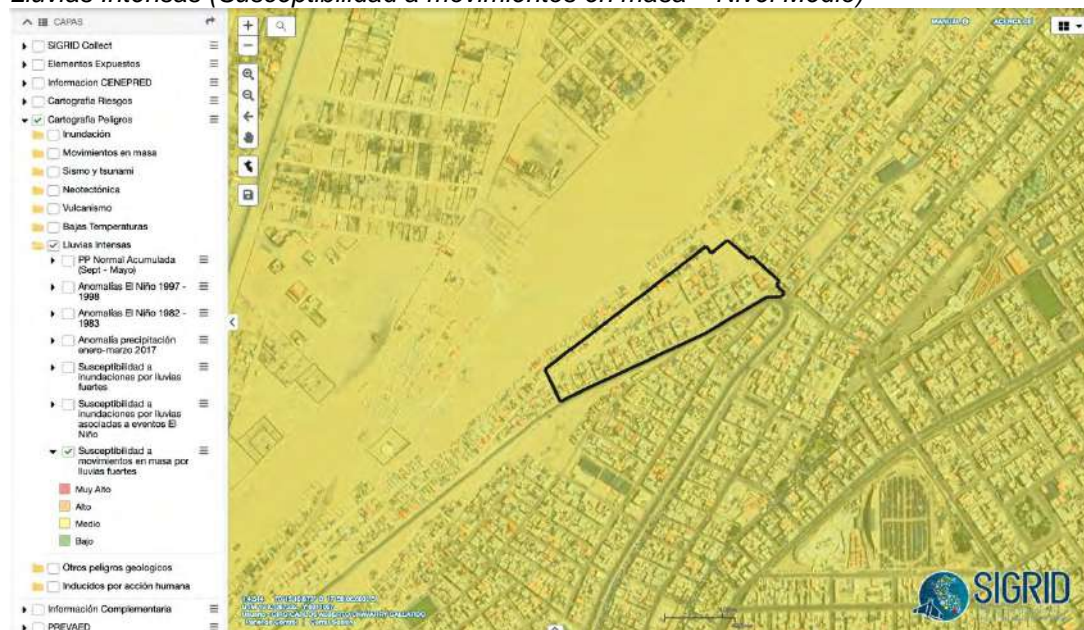 Lluvias Intensas (Susceptibilidad a movimientos en masa – Nivel Medio)
CAPAS
SIGRID Collect
Elementos Expuestos
Informacion CENEPRED
Cartografia Riesgos
Cartografia Peligros
Inundación
Movimientos en masa
Sismo y tsunami
Neotectónica
Vulcanismo
Bajas Temperaturas
Lluvias Intensas
PP Normal Acumulada
(Sept - Mayo)
Anomalías El Niño 1997 -
1998
Anomalías El Niño 1982 -
1983
Anomalía precipitación
enero-marzo 2017
Susceptibilidad a
inundaciones por lluvias
fuertes
Susceptibilidad a
inundaciones por lluvias
asociadas a eventos El
Niño
Susceptibilidad a
movimientos en masa por
lluvias fuertes
Muy Alto
Alto
Medio
Bajo
Otros peligros geologicos
Inducidos por acción humana
Información Complementaria
PREVAED
SIGRID